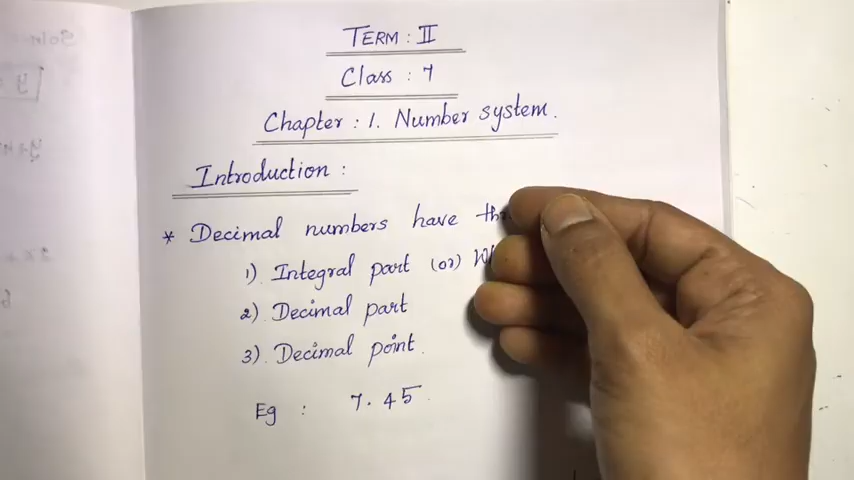 TERM : II
Class : 7
Chapter : 1. Number system.
Introduction :
* Decimal numbers have
1). Integral part (or)
2). Decimal part
3). Decimal point.
Eg : 7.45